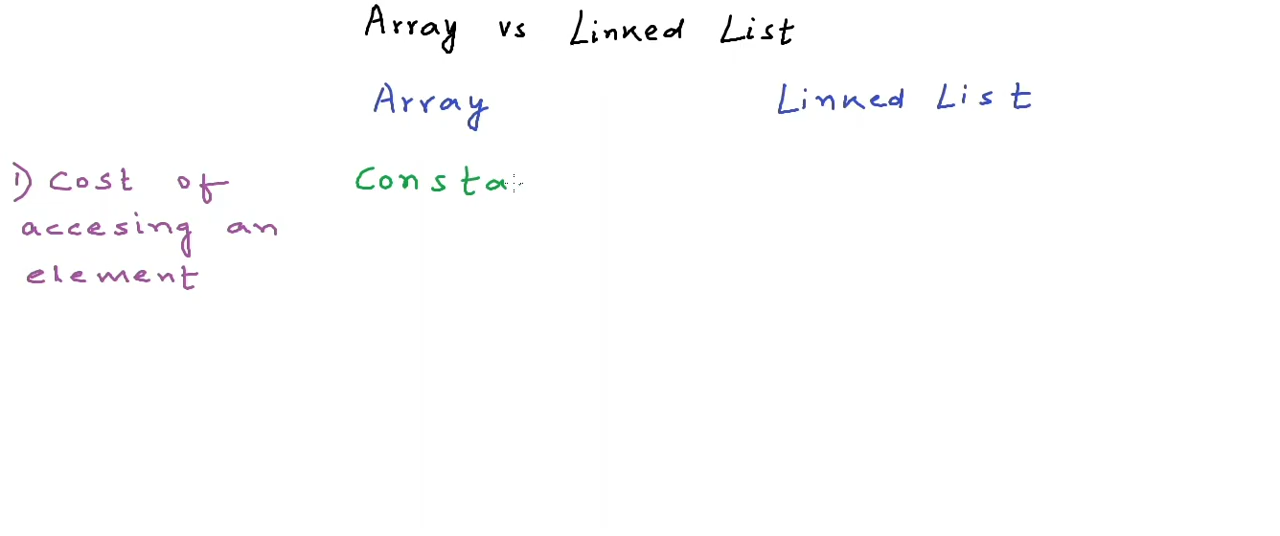 Array vs Linked List
Array Linked List
1) Cost of Consta
accesing an
element